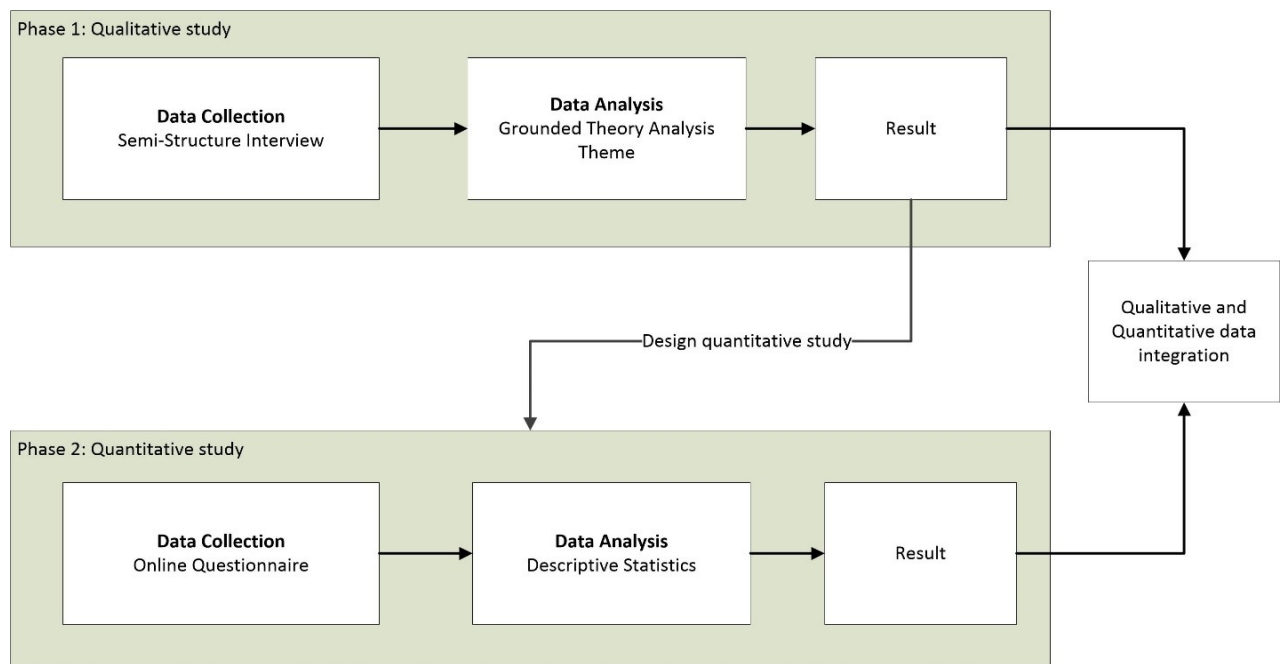 Phase 1: Qualitative study
Data Collection
Semi-Structure Interview
Data Analysis
Grounded Theory Analysis
Theme
Result
Qualitative and
Quantitative data
integration
Design quantitative study
Phase 2: Quantitative study
Data Collection
Online Questionnaire
Data Analysis
Descriptive Statistics
Result